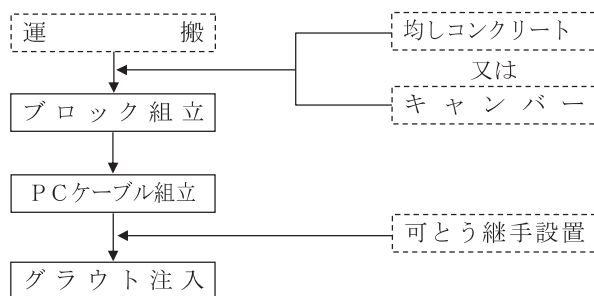 運搬
均しコンクリート
又は
キャンバー
ブロック組立
PCケーブル組立
可とう継手設置
グラウト注入